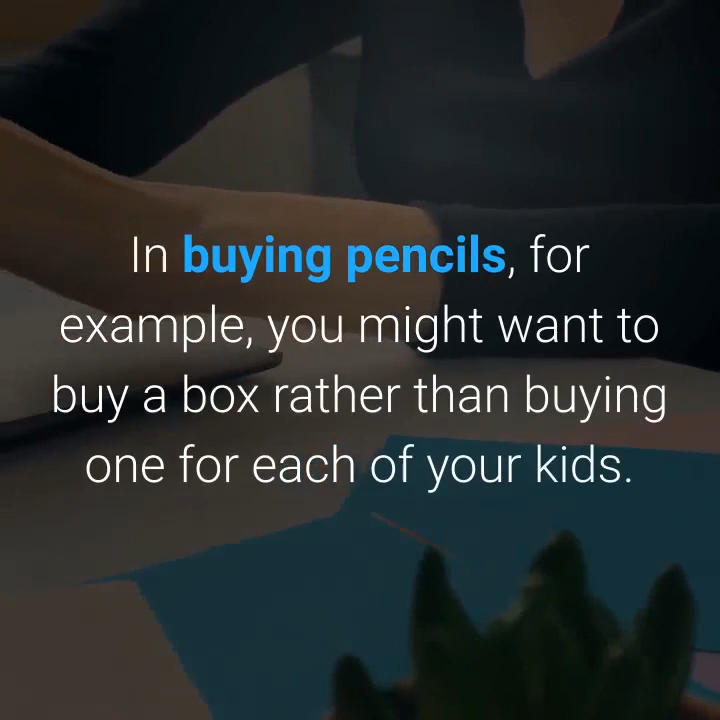 In buying pencils, for
example, you might want to
buy a box rather than buying
one for each of your kids.